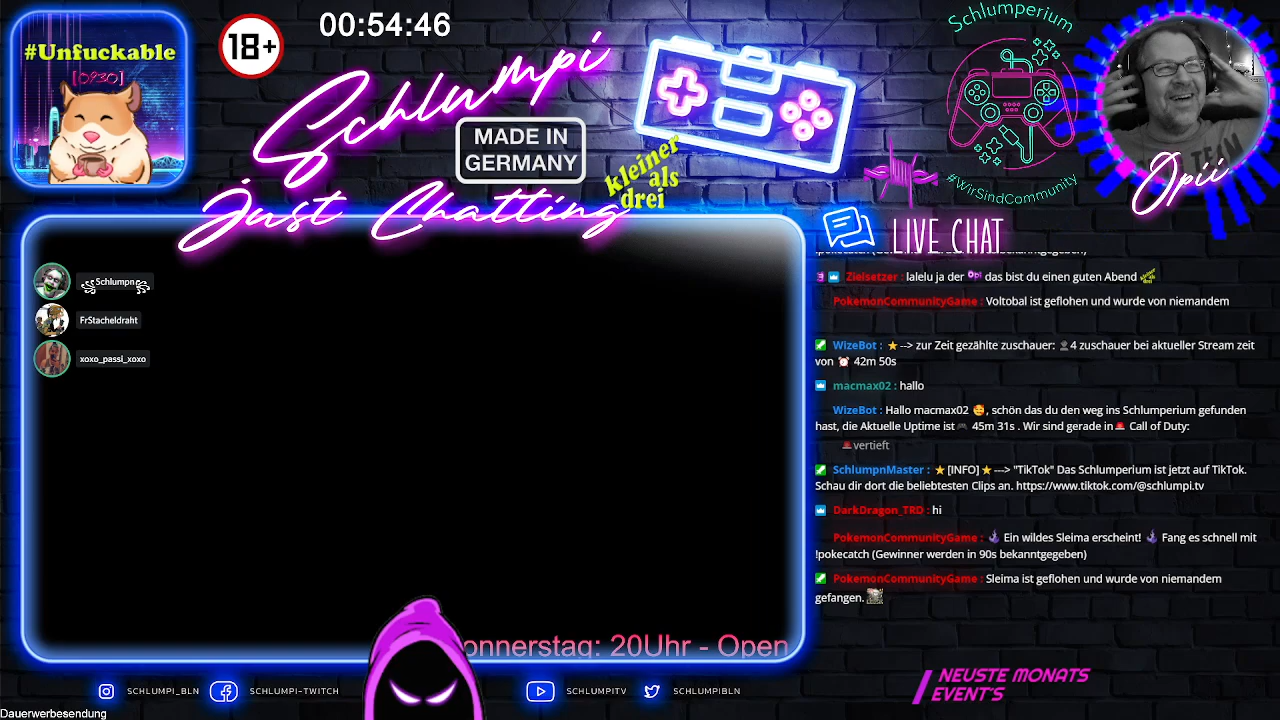 #Unfuckable
[0930]
18+
00:54:46
Schlumpi
MADE IN
GERMANY
kleiner
als
drei
Just Chatting
Schlumperium
#WirSindCommunity
TEAM
Opii
LIVE CHAT
Schlumpn
FrStacheldraht
xoxo_passi_xoxo
Zielsetzer : lalelu ja der das bist du einen guten Abend
PokemonCommunityGame : Voltobal ist geflohen und wurde von niemandem
WizeBot : ⭐ --> zur Zeit gezählte zuschauer: 4 zuschauer bei aktueller Stream zeit
von ⏰ 42m 50s
macmax02 : hallo
WizeBot : Hallo macmax02 🥰, schön das du den weg ins Schlumperium gefunden
hast, die Aktuelle Uptime ist 🎮 45m 31s . Wir sind gerade in 🚨 Call of Duty:
🚨 vertieft
SchlumpnMaster : ⭐ [INFO] ⭐ ---> "TikTok" Das Schlumperium ist jetzt auf TikTok.
Schau dir dort die beliebtesten Clips an. https://www.tiktok.com/@schlumpi.tv
DarkDragon_TRD : hi
PokemonCommunityGame : Ein wildes Sleima erscheint! Fang es schnell mit
!pokecatch (Gewinner werden in 90s bekanntgegeben)
PokemonCommunityGame : Sleima ist geflohen und wurde von niemandem
gefangen.
onnerstag: 20Uhr - Open
NEUSTE MONATS
EVENT'S
SCHLUMPI_BLN
SCHLUMPI-TWITCH
SCHLUMPITV
SCHLUMPIBLN
Dauerwerbesendung